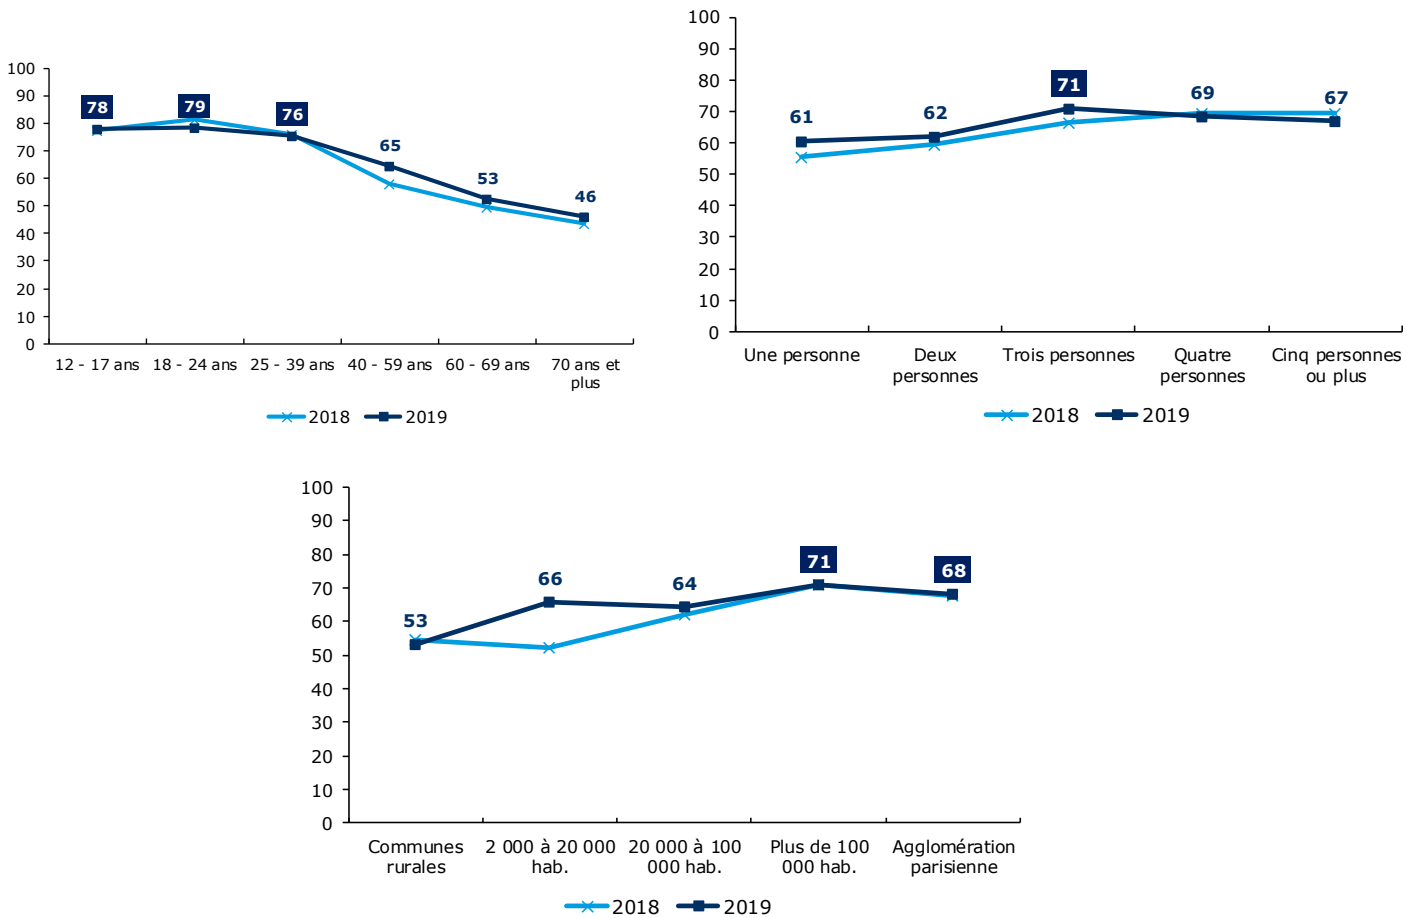 100
90
80
70
60
50
40
30
20
10
0
78
79
76
65
53
46
12 - 17 ans
18 - 24 ans
25 - 39 ans
40 - 59 ans
60 - 69 ans
70 ans et
plus
2018
2019
100
90
80
70
60
50
40
30
20
10
0
61
62
71
69
67
Une personne
Deux
personnes
Trois personnes
Quatre
personnes
Cinq personnes
ou plus
2018
2019
100
90
80
70
60
50
40
30
20
10
0
53
66
64
71
68
Communes
rurales
2 000 à 20 000
hab.
20 000 à 100
000 hab.
Plus de 100
000 hab.
Agglomération
parisienne
2018
2019